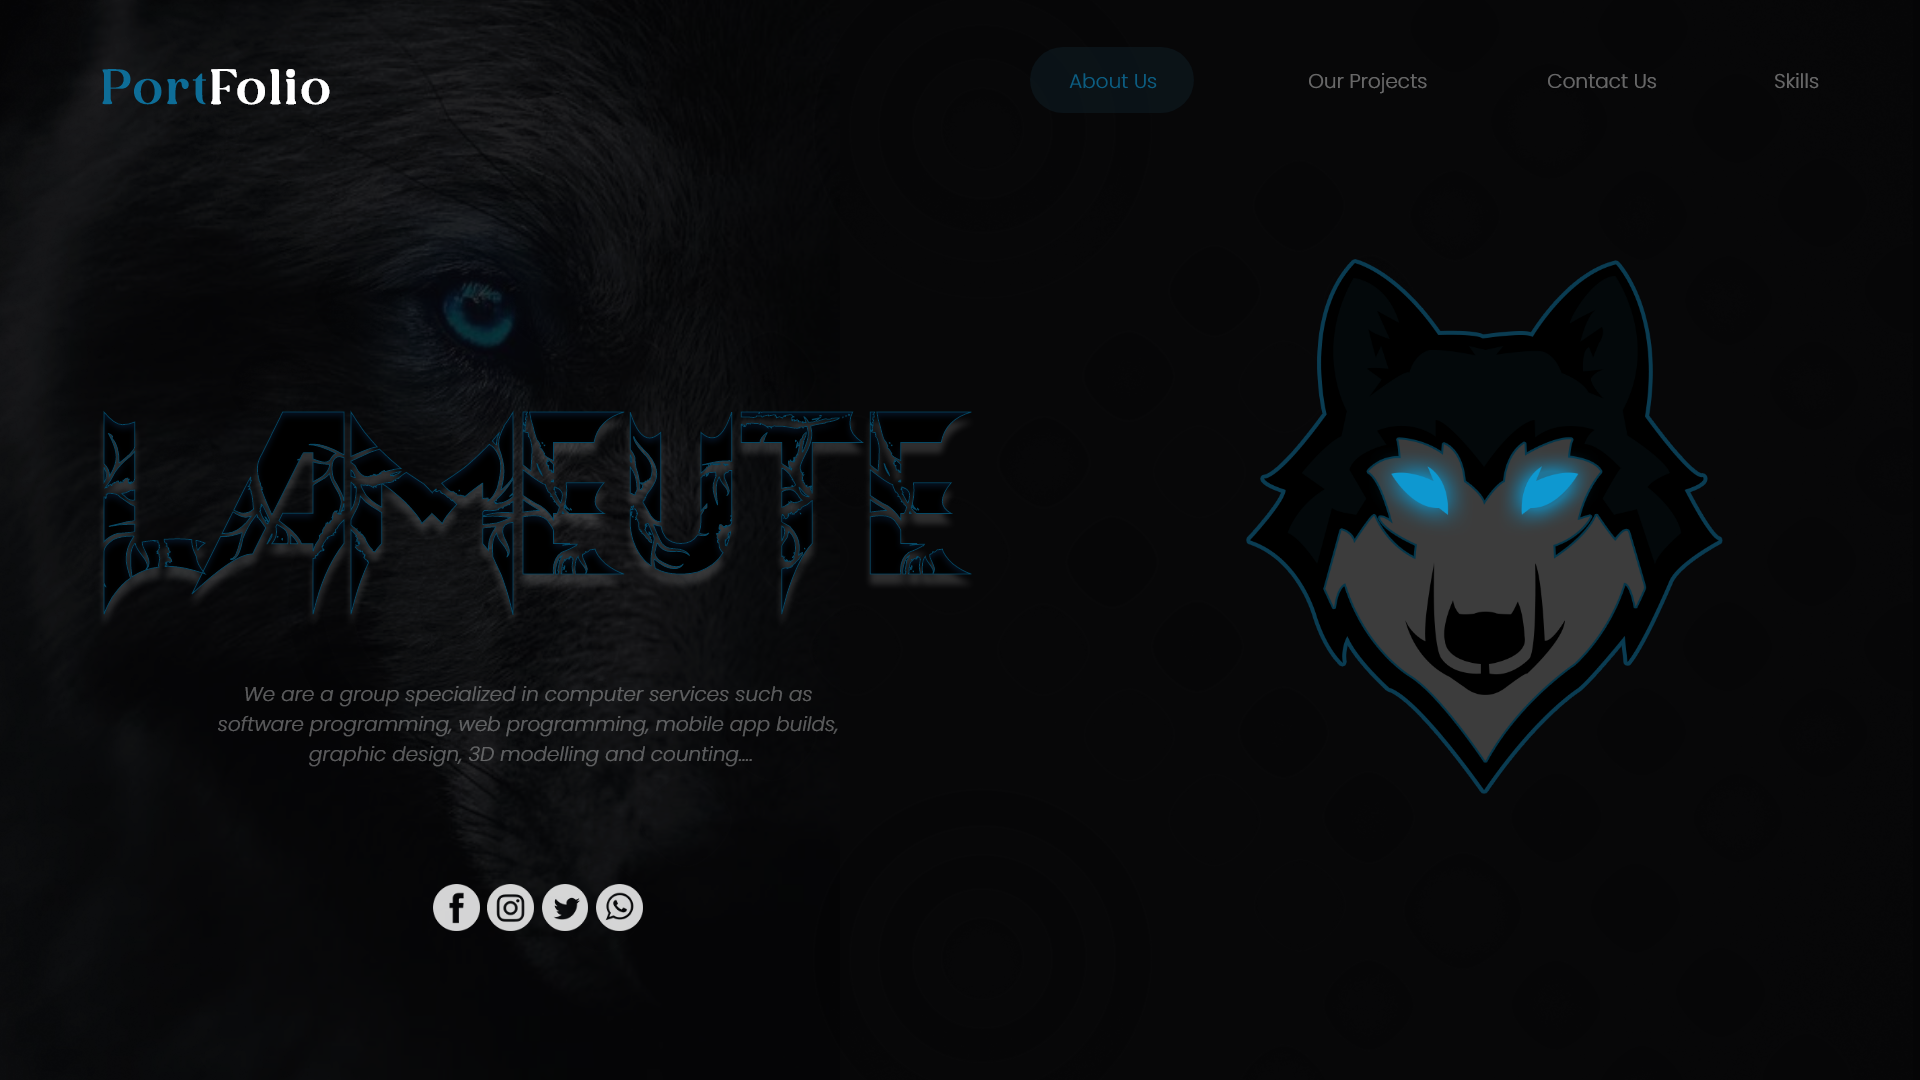 PortFolio
About Us
Our Projects
Contact Us
Skills
LAMEUTE
We are a group specialized in computer services such as
software programming, web programming, mobile app builds,
graphic design, 3D modelling and counting....